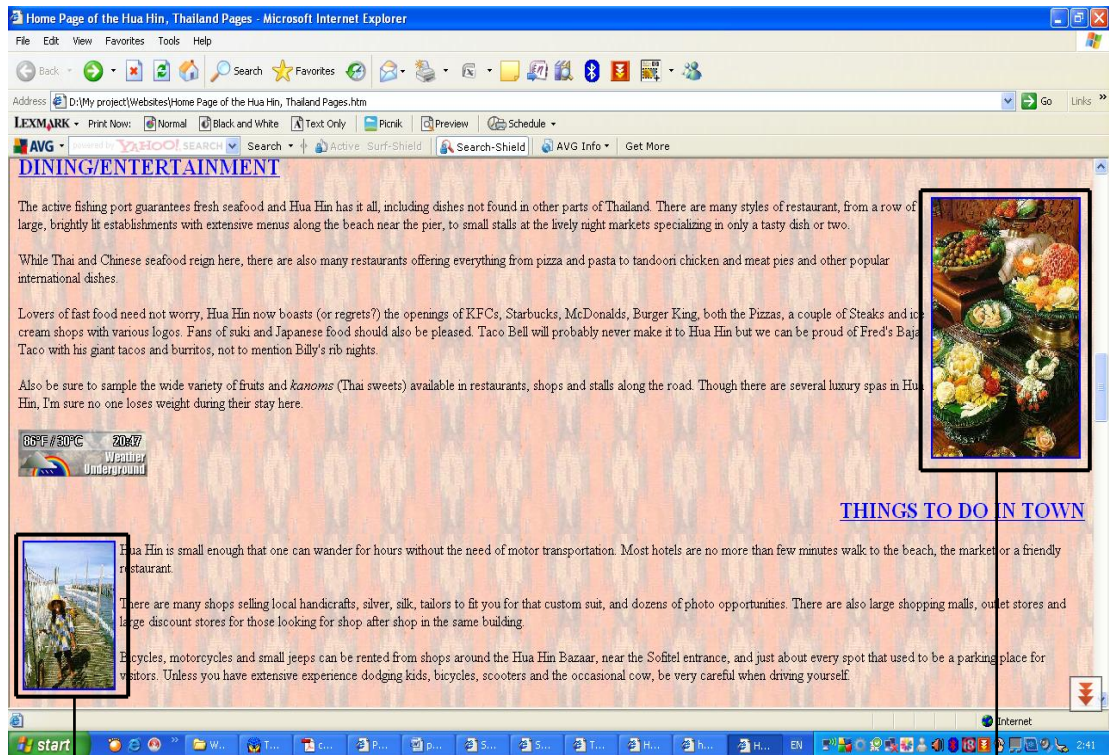 Home Page of the Hua Hin, Thailand Pages - Microsoft Internet Explorer
File Edit View Favorites Tools Help
Back Search Favorites
Address D:\My project\Websites\Home Page of the Hua Hin, Thailand Pages.htm Go Links »
LEXMARK Print Now: Normal Black and White Text Only Picnik Preview Schedule
AVG powered by YAHOO! SEARCH Search Active Surf-Shield Search-Shield AVG Info Get More
DINING/ENTERTAINMENT
The active fishing port guarantees fresh seafood and Hua Hin has it all, including dishes not found in other parts of Thailand. There are many styles of restaurant, from a row of
large, brightly lit establishments with extensive menus along the beach near the pier, to small stalls at the lively night markets specializing in only a tasty dish or two.
While Thai and Chinese seafood reign here, there are also many restaurants offering everything from pizza and pasta to tandoori chicken and meat pies and other popular
international dishes.
Lovers of fast food need not worry, Hua Hin now boasts (or regrets?) the openings of KFCs, Starbucks, McDonalds, Burger King, both the Pizzas, a couple of Steaks and ice
cream shops with various logos. Fans of suki and Japanese food should also be pleased. Taco Bell will probably never make it to Hua Hin but we can be proud of Fred's Baja
Taco with his giant tacos and burritos, not to mention Billy's rib nights.
Also be sure to sample the wide variety of fruits and kanoms (Thai sweets) available in restaurants, shops and stalls along the road. Though there are several luxury spas in Hua
Hin, I'm sure no one loses weight during their stay here.
86°F / 30°C 20:47
Weather
Underground
THINGS TO DO IN TOWN
Hua Hin is small enough that one can wander for hours without the need of motor transportation. Most hotels are no more than few minutes walk to the beach, the market or a friendly
restaurant.
There are many shops selling local handicrafts, silver, silk, tailors to fit you for that custom suit, and dozens of photo opportunities. There are also large shopping malls, outlet stores and
large discount stores for those looking for shop after shop in the same building.
Bicycles, motorcycles and small jeeps can be rented from shops around the Hua Hin Bazaar, near the Sofitel entrance, and just about every spot that used to be a parking place for
visitors. Unless you have extensive experience dodging kids, bicycles, scooters and the occasional cow, be very careful when driving yourself.
Internet
start » W... T... c... P... p... S... S... T... H... h... H... EN 2:41